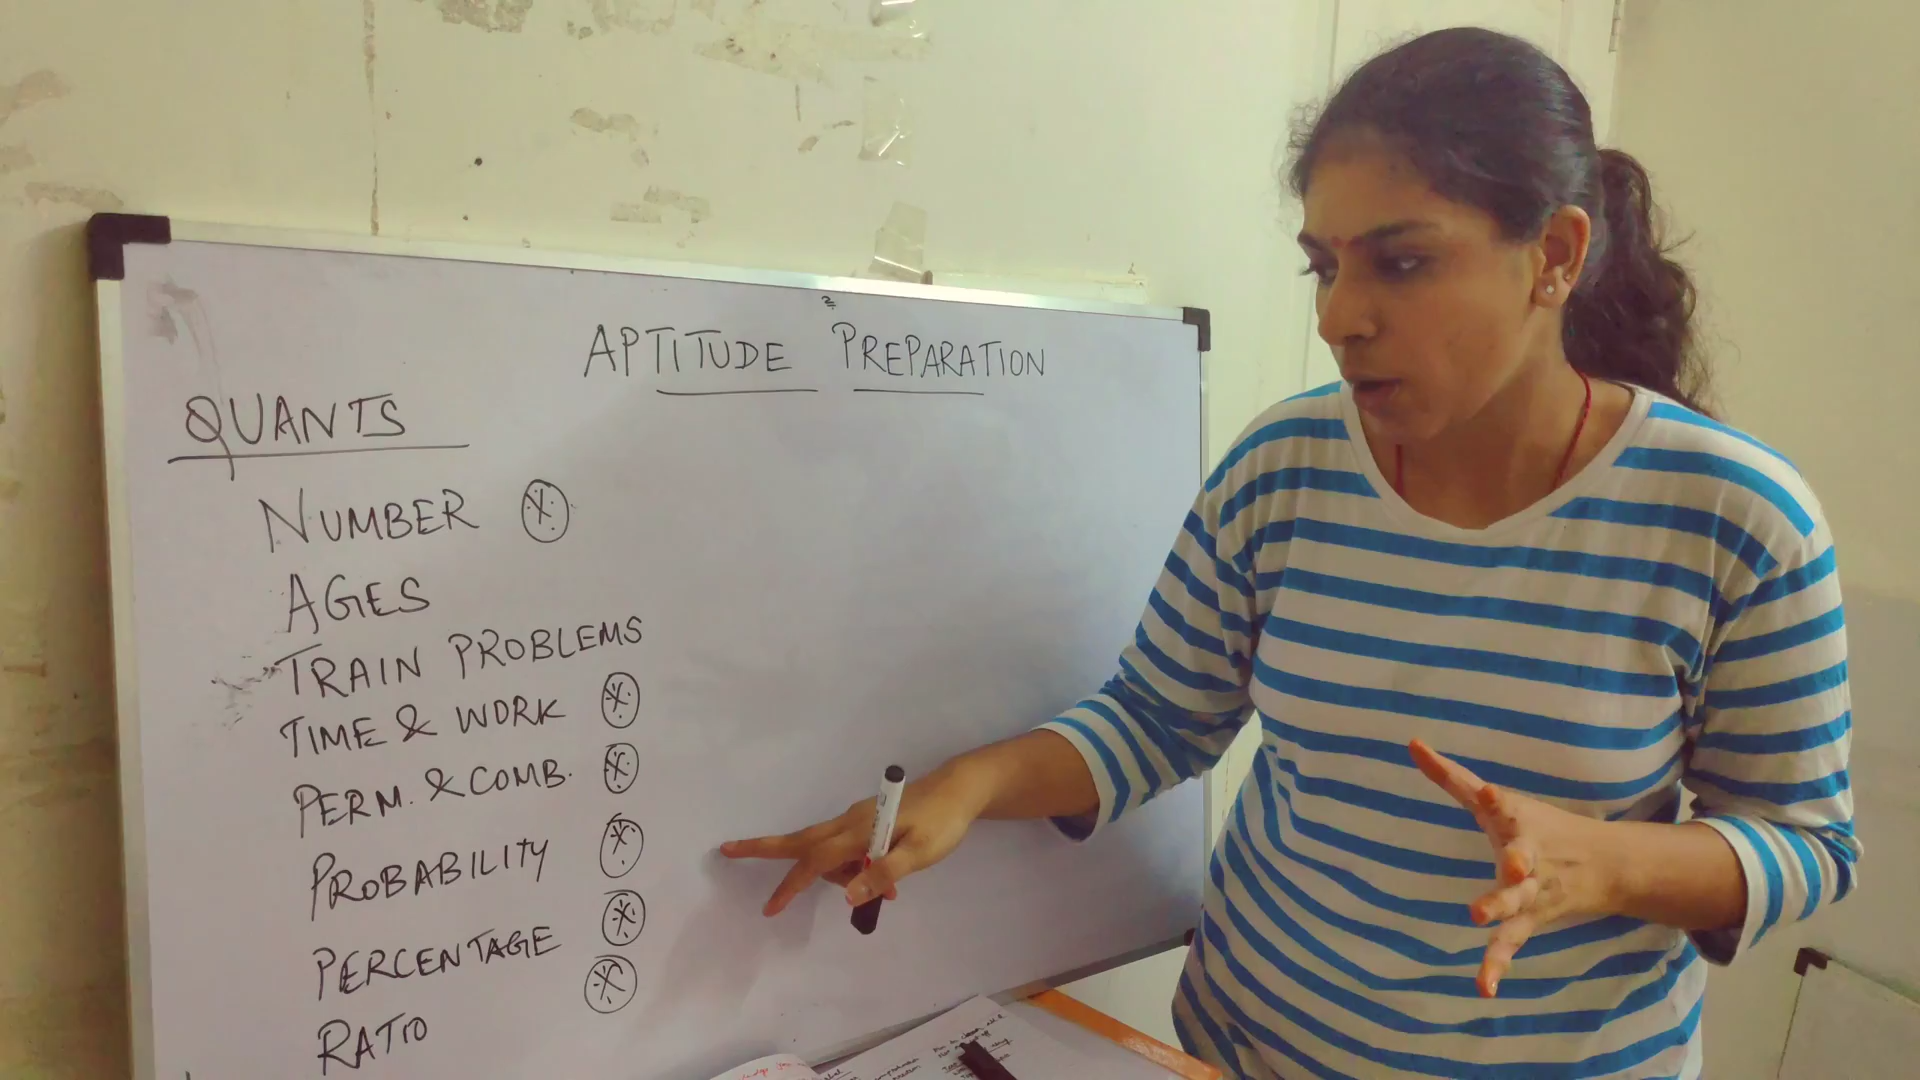 APTITUDE PREPARATION
QUANTS
NUMBER
AGES
TRAIN PROBLEMS
TIME & WORK
PERM. & COMB.
PROBABILITY
PERCENTAGE
RATIO